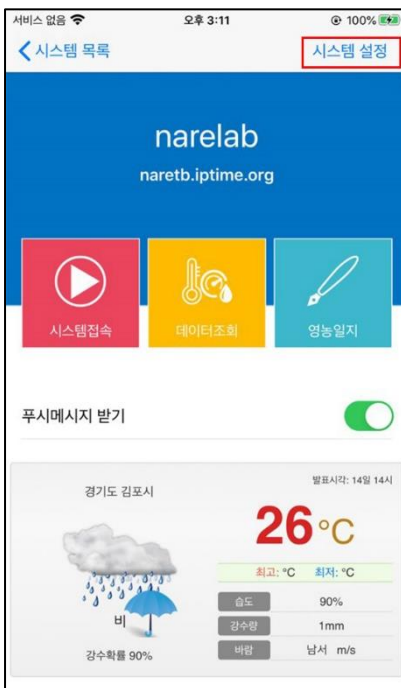 서비스 없음 오후 3:11 100%
시스템 목록 시스템 설정
narelab
naretb.iptime.org
시스템접속 데이터조회 영농일지
푸시메시지 받기
발표시각: 14일 14시
경기도 김포시
26°C
최고: °C 최저: °C
습도 90%
비
강수량 1mm
강수확률 90%
바람 남서 m/s